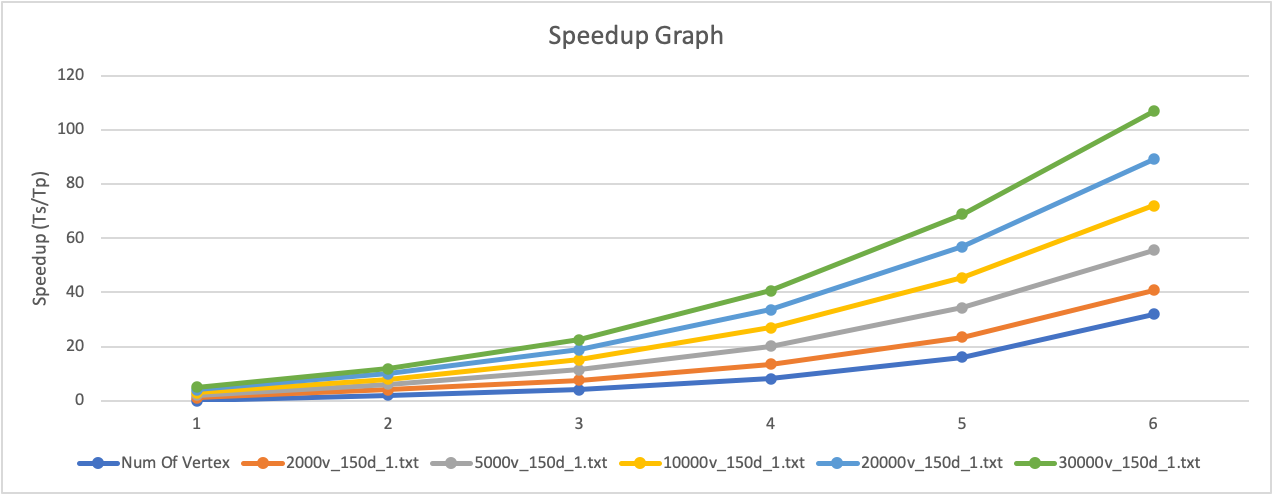 Speedup Graph
Speedup (Ts/Tp)
120
100
80
60
40
20
0
1 2 3 4 5 6
Num Of Vertex 2000v_150d_1.txt 5000v_150d_1.txt 10000v_150d_1.txt 20000v_150d_1.txt 30000v_150d_1.txt